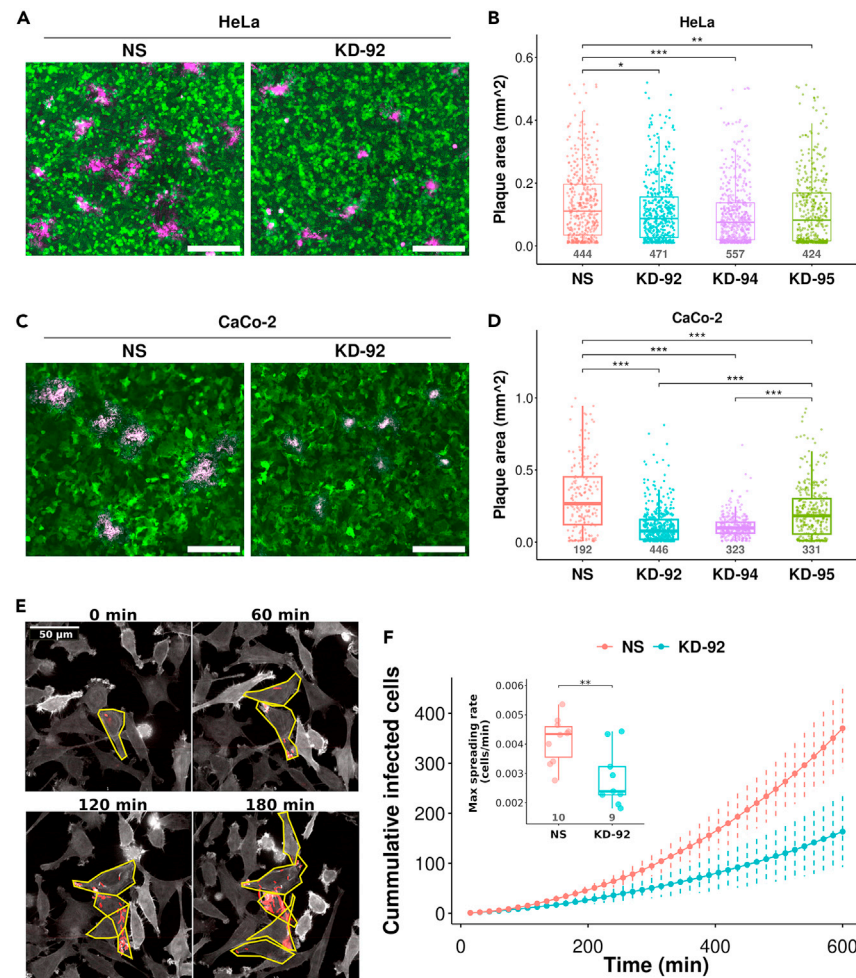 A
HeLa
NS KD-92
B
HeLa
Plaque area (mm^2)
0.6
0.4
0.2
0.0
**
***
*
444 471 557 424
NS KD-92 KD-94 KD-95
C
CaCo-2
NS KD-92
D
CaCo-2
Plaque area (mm^2)
1.0
0.5
0.0
***
***
*** ***
***
192 446 323 331
NS KD-92 KD-94 KD-95
E
0 min 60 min
50 µm
120 min 180 min
F
NS KD-92
Cummulative infected cells
400
300
200
100
0
Max spreading rate
(cells/min)
0.006
0.005
0.004
0.003
0.002
**
10 9
NS KD-92
200 400 600
Time (min)